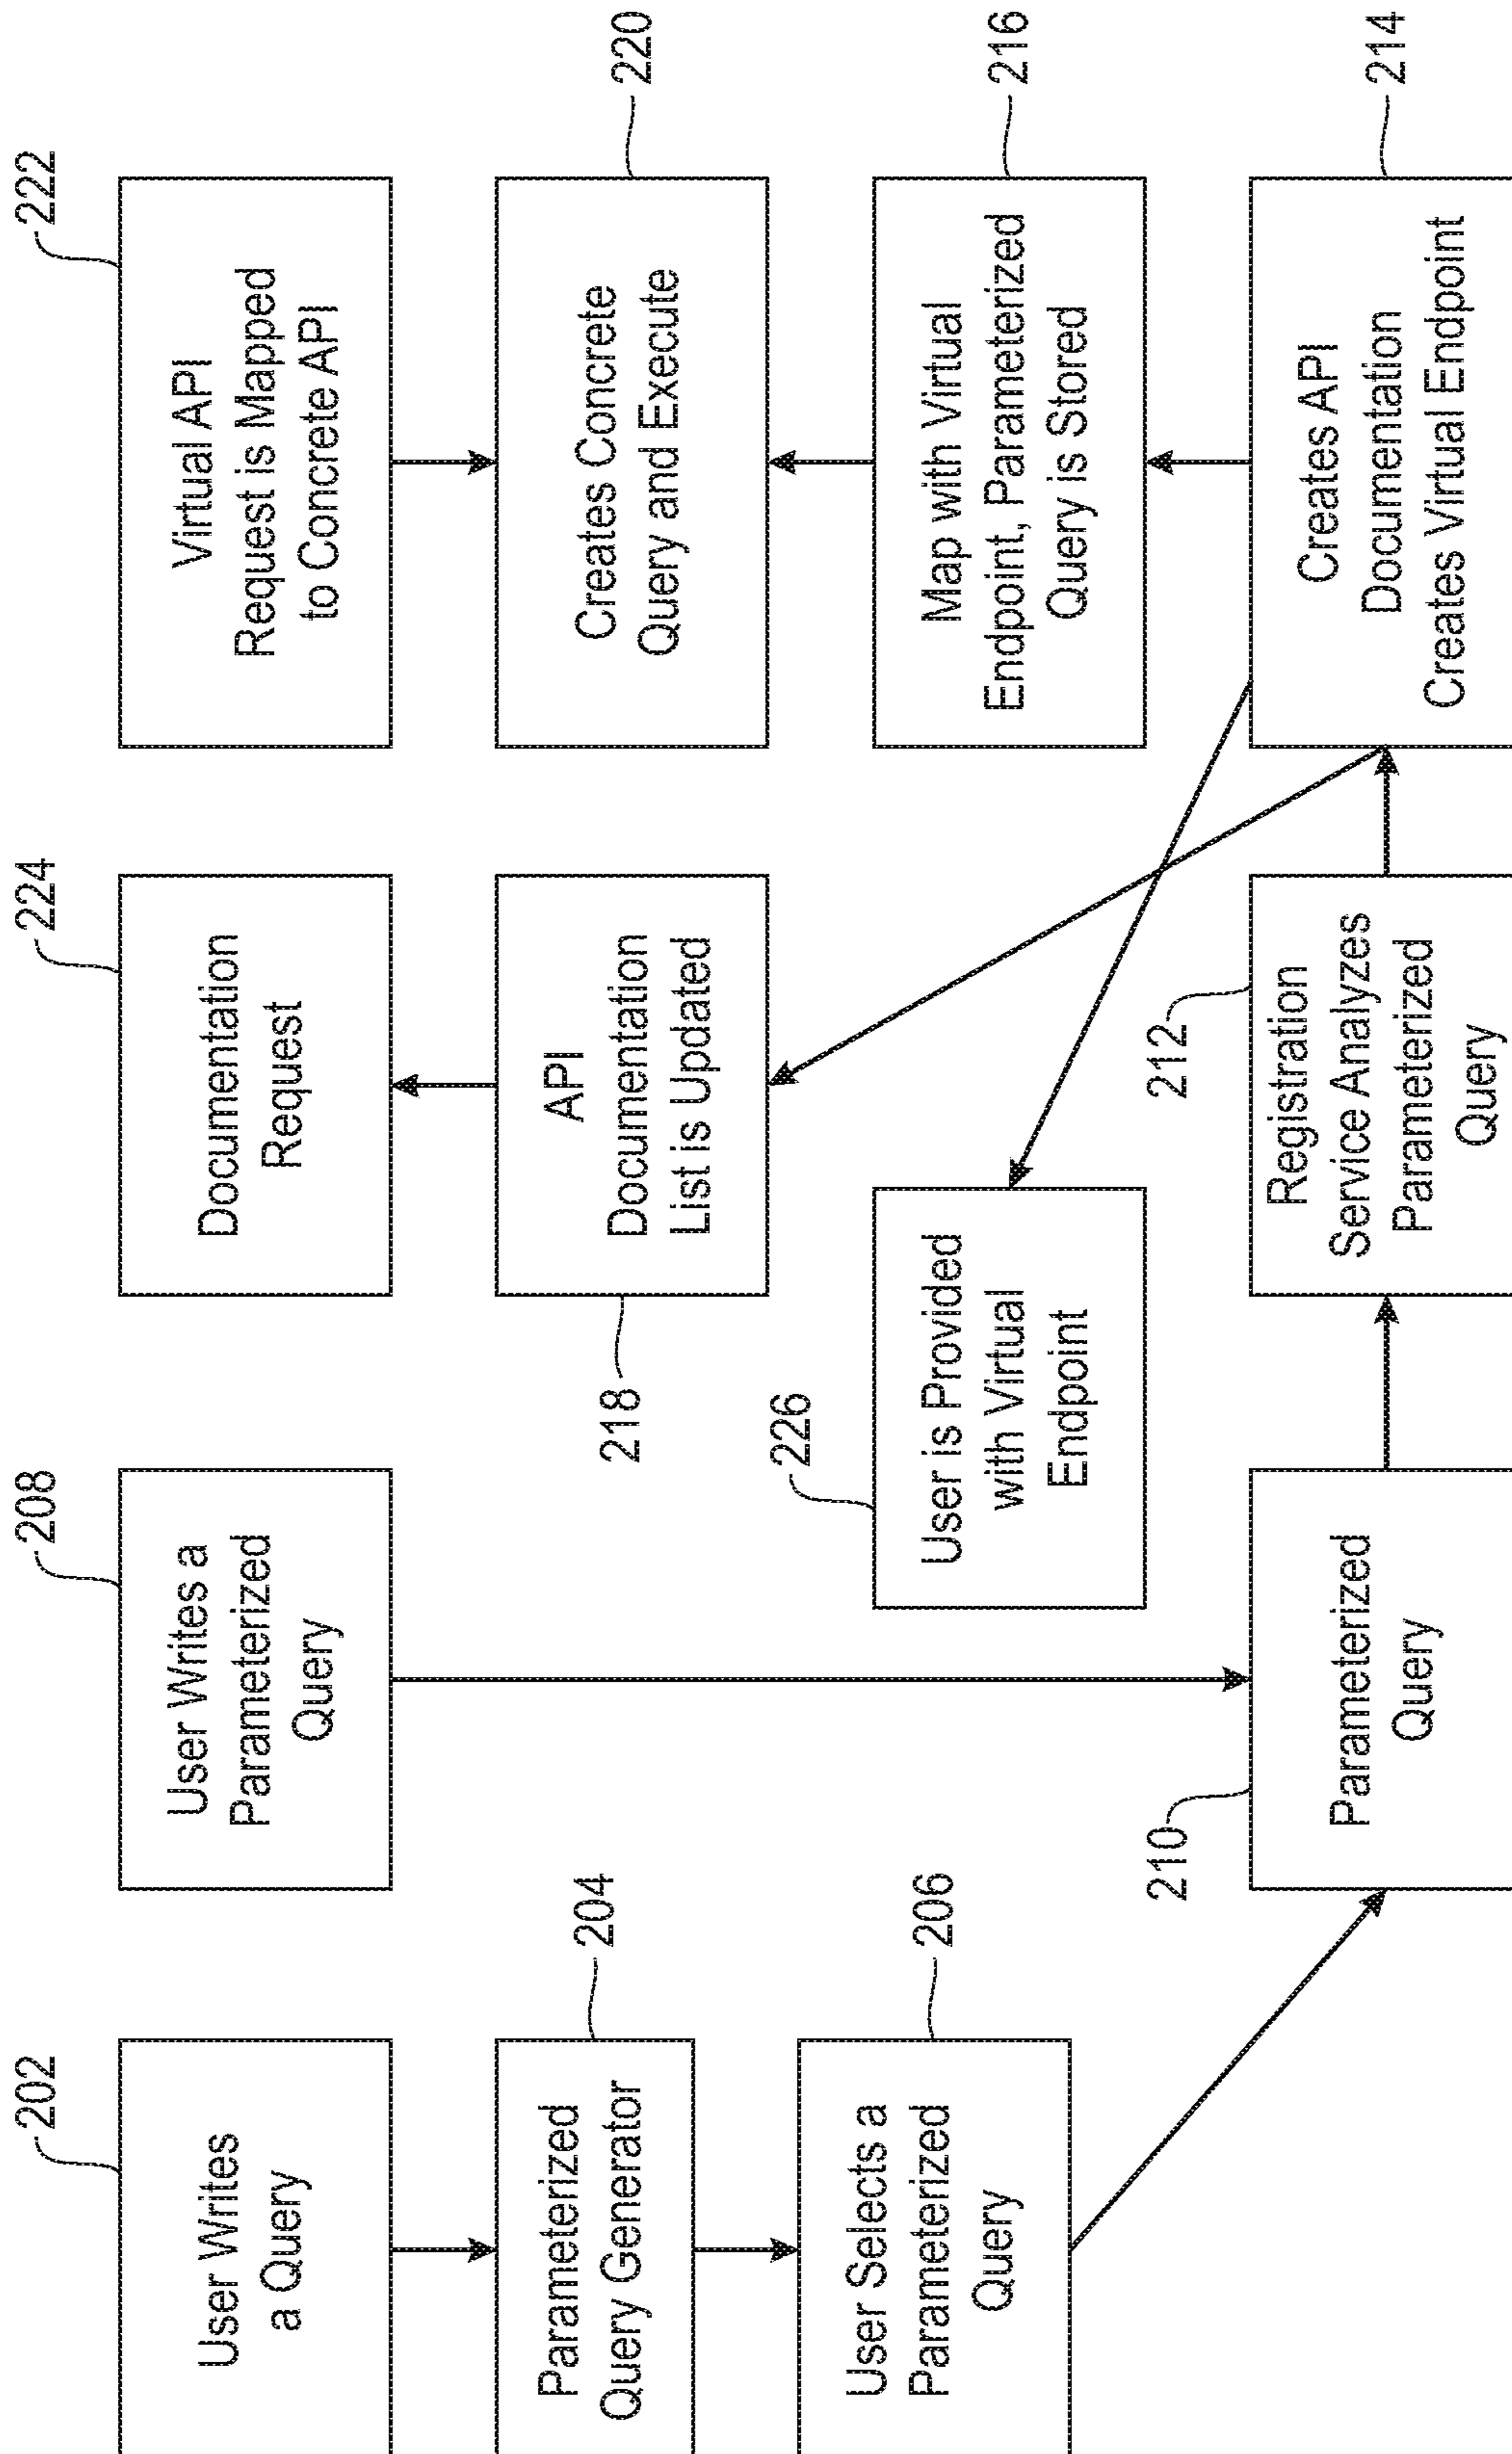 202
User Writes
a Query
204
Parameterized
Query Generator
206
User Selects a
Parameterized
Query
208
User Writes a
Parameterized
Query
210
Parameterized
Query
224
Documentation
Request
218
API
Documentation
List is Updated
226
User is Provided
with Virtual
Endpoint
212
Registration
Service Analyzes
Parameterized
Query
222
Virtual API
Request is Mapped
to Concrete API
220
Creates Concrete
Query and Execute
216
Map with Virtual
Endpoint, Parameterized
Query is Stored
214
Creates API
Documentation
Creates Virtual Endpoint